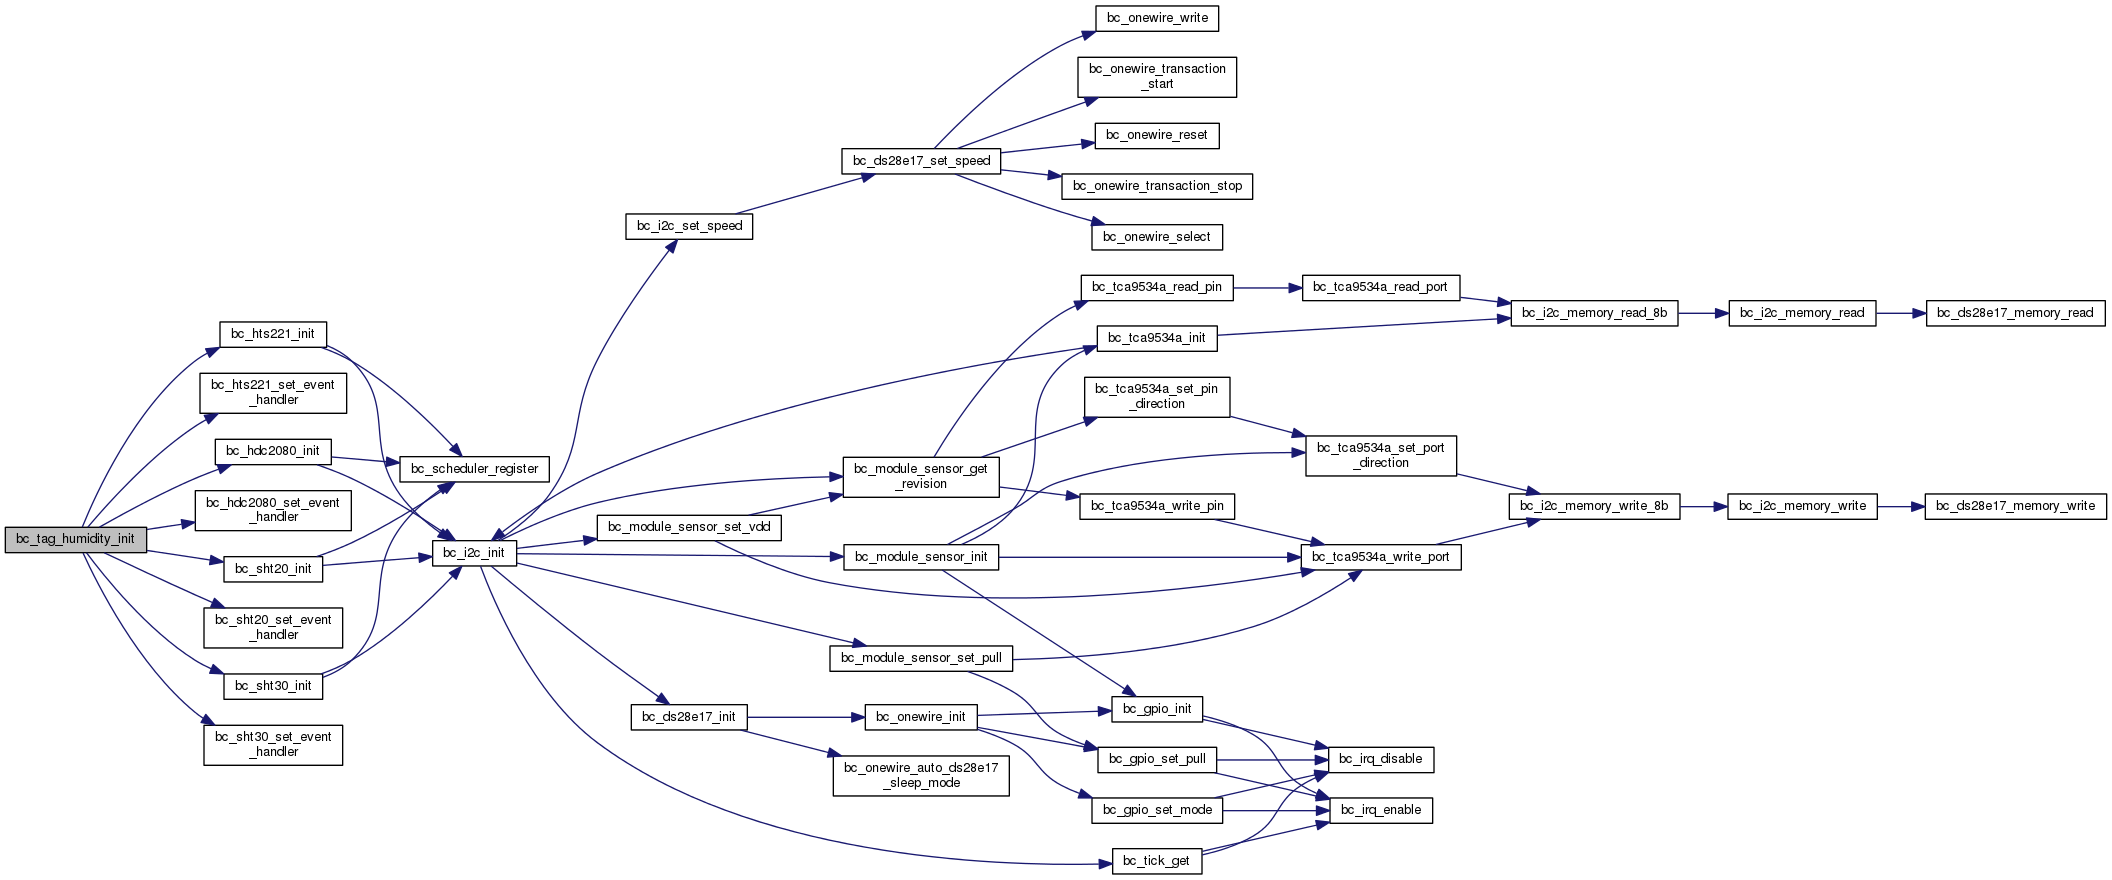 bc_tag_humidity_init
bc_hts221_init
bc_hts221_set_event
_handler
bc_hdc2080_init
bc_hdc2080_set_event
_handler
bc_sht20_init
bc_sht20_set_event
_handler
bc_sht30_init
bc_sht30_set_event
_handler
bc_scheduler_register
bc_i2c_init
bc_i2c_set_speed
bc_module_sensor_set_vdd
bc_ds28e17_init
bc_ds28e17_set_speed
bc_module_sensor_get
_revision
bc_module_sensor_init
bc_module_sensor_set_pull
bc_onewire_init
bc_onewire_auto_ds28e17
_sleep_mode
bc_onewire_write
bc_onewire_transaction
_start
bc_onewire_reset
bc_onewire_transaction_stop
bc_onewire_select
bc_tca9534a_read_pin
bc_tca9534a_init
bc_tca9534a_set_pin
_direction
bc_tca9534a_write_pin
bc_gpio_init
bc_gpio_set_pull
bc_gpio_set_mode
bc_tick_get
bc_tca9534a_read_port
bc_tca9534a_set_port
_direction
bc_tca9534a_write_port
bc_irq_disable
bc_irq_enable
bc_i2c_memory_read_8b
bc_i2c_memory_write_8b
bc_i2c_memory_read
bc_i2c_memory_write
bc_ds28e17_memory_read
bc_ds28e17_memory_write